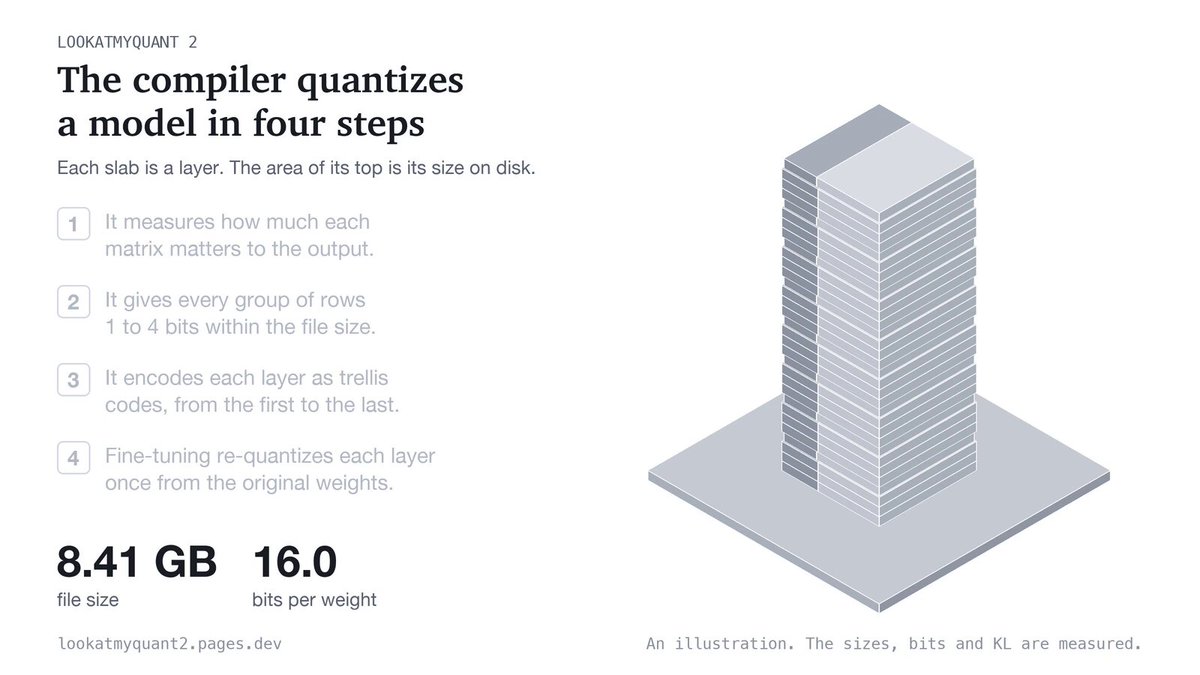 LOOKATMYQUANT 2
The compiler quantizes
a model in four steps
Each slab is a layer. The area of its top is its size on disk.
1 It measures how much each
matrix matters to the output.
2 It gives every group of rows
1 to 4 bits within the file size.
3 It encodes each layer as trellis
codes, from the first to the last.
4 Fine-tuning re-quantizes each layer
once from the original weights.
8.41 GB 16.0
file size bits per weight
lookatmyquant2.pages.dev
An illustration. The sizes, bits and KL are measured.